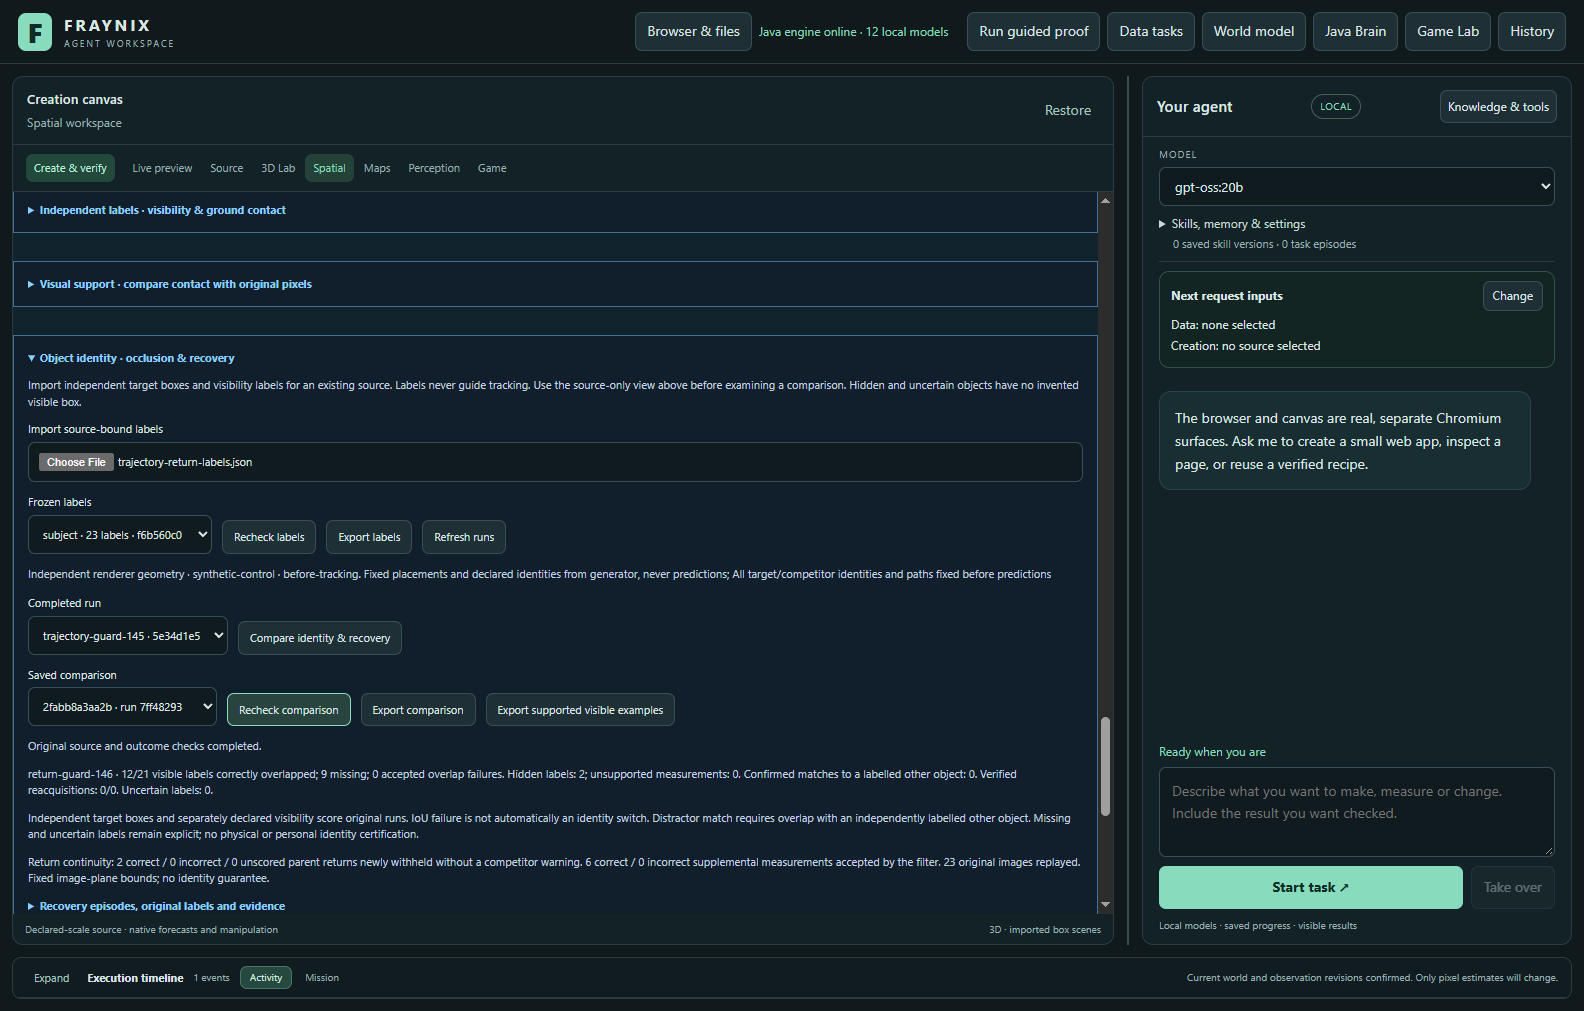 F
FRAYNIX
AGENT WORKSPACE
Browser & files
Java engine online · 12 local models
Run guided proof
Data tasks
World model
Java Brain
Game Lab
History
Creation canvas
Spatial workspace
Restore
Create & verify
Live preview
Source
3D Lab
Spatial
Maps
Perception
Game
Independent labels · visibility & ground contact
Visual support · compare contact with original pixels
Object identity · occlusion & recovery
Import independent target boxes and visibility labels for an existing source. Labels never guide tracking. Use the source-only view above before examining a comparison. Hidden and uncertain objects have no invented
visible box.
Import source-bound labels
Choose File trajectory-return-labels.json
Frozen labels
subject · 23 labels · f6b560c0
Recheck labels
Export labels
Refresh runs
Independent renderer geometry · synthetic-control · before-tracking. Fixed placements and declared identities from generator, never predictions; All target/competitor identities and paths fixed before predictions
Completed run
trajectory-guard-145 · 5e34d1e5
Compare identity & recovery
Saved comparison
2fabb8a3aa2b · run 7ff48293
Recheck comparison
Export comparison
Export supported visible examples
Original source and outcome checks completed.
return-guard-146 · 12/21 visible labels correctly overlapped; 9 missing; 0 accepted overlap failures. Hidden labels: 2; unsupported measurements: 0. Confirmed matches to a labelled other object: 0. Verified
reacquisitions: 0/0. Uncertain labels: 0.
Independent target boxes and separately declared visibility score original runs. IoU failure is not automatically an identity switch. Distractor match requires overlap with an independently labelled other object. Missing
and uncertain labels remain explicit; no physical or personal identity certification.
Return continuity: 2 correct / 0 incorrect / 0 unscored parent returns newly withheld without a competitor warning. 6 correct / 0 incorrect supplemental measurements accepted by the filter. 23 original images replayed.
Fixed image-plane bounds; no identity guarantee.
Recovery episodes, original labels and evidence
Declared-scale source · native forecasts and manipulation
3D · imported box scenes
Your agent
LOCAL
Knowledge & tools
MODEL
gpt-oss:20b
Skills, memory & settings
0 saved skill versions · 0 task episodes
Next request inputs
Change
Data: none selected
Creation: no source selected
The browser and canvas are real, separate Chromium
surfaces. Ask me to create a small web app, inspect a
page, or reuse a verified recipe.
Ready when you are
Describe what you want to make, measure or change.
Include the result you want checked.
Start task ↗
Take over
Local models · saved progress · visible results
Expand
Execution timeline
1 events
Activity
Mission
Current world and observation revisions confirmed. Only pixel estimates will change.